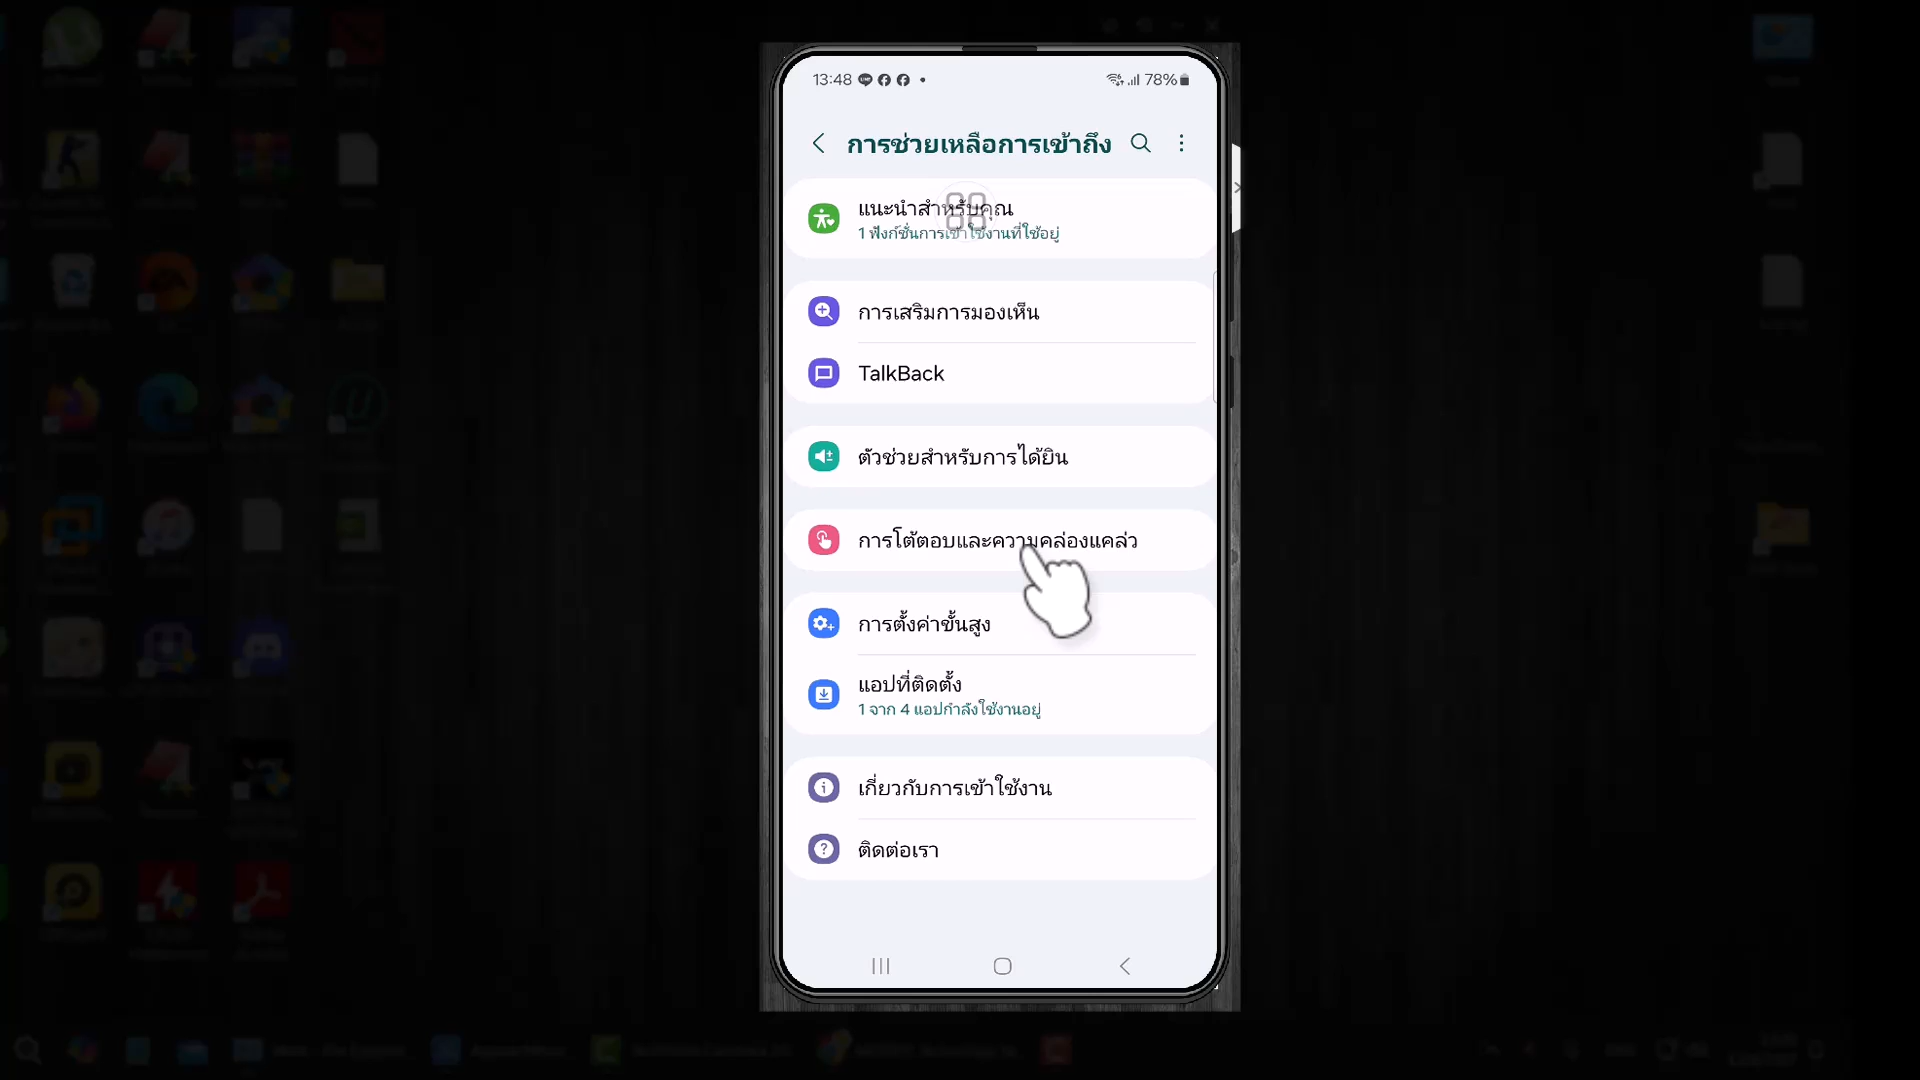 13:48
78%
การช่วยเหลือการเข้าถึง
แนะนำสำหรับคุณ
1 ฟังก์ชั่นการเข้าใช้งานที่ใช้อยู่
การเสริมการมองเห็น
TalkBack
ตัวช่วยสำหรับการได้ยิน
การโต้ตอบและความคล่องแคล่ว
การตั้งค่าขั้นสูง
แอปที่ติดตั้ง
1 จาก 4 แอปกำลังใช้งานอยู่
เกี่ยวกับการเข้าใช้งาน
ติดต่อเรา